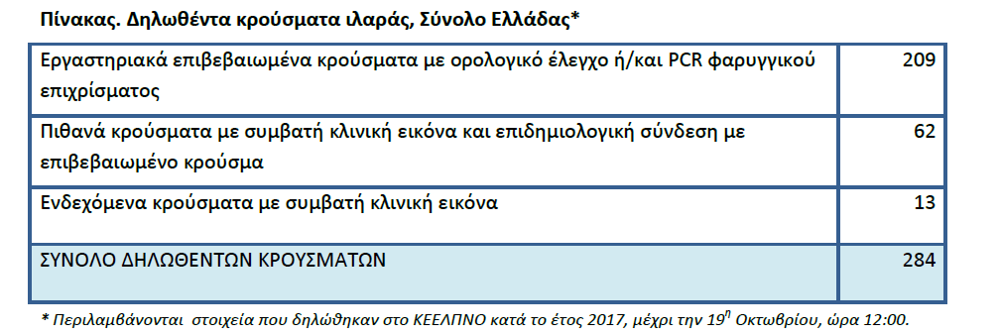 Πίνακας. Δηλωθέντα κρούσματα ιλαράς, Σύνολο Ελλάδας*
Εργαστηριακά επιβεβαιωμένα κρούσματα με ορολογικό έλεγχο ή/και PCR φαρυγγικού 209
επιχρίσματος
Πιθανά κρούσματα με συμβατή κλινική εικόνα και επιδημιολογική σύνδεση με 62
επιβεβαιωμένο κρούσμα
Ενδεχόμενα κρούσματα με συμβατή κλινική εικόνα 13
ΣΥΝΟΛΟ ΔΗΛΩΘΕΝΤΩΝ ΚΡΟΥΣΜΑΤΩΝ 284
* Περιλαμβάνονται στοιχεία που δηλώθηκαν στο ΚΕΕΛΠΝΟ κατά το έτος 2017, μέχρι την 19η Οκτωβρίου, ώρα 12:00.